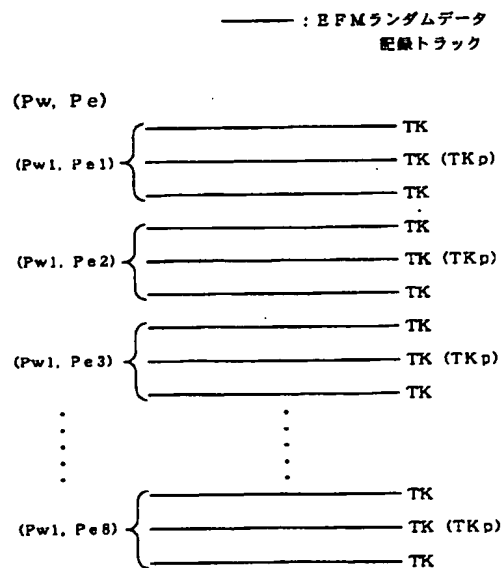 ——— : EFMランダムデータ
記録トラック
(Pw, Pe)
TK
(Pw1, Pe1) TK (TKp)
TK
TK
(Pw1, Pe2) TK (TKp)
TK
TK
(Pw1, Pe3) TK (TKp)
TK
TK
(Pw1, Pe8) TK (TKp)
TK